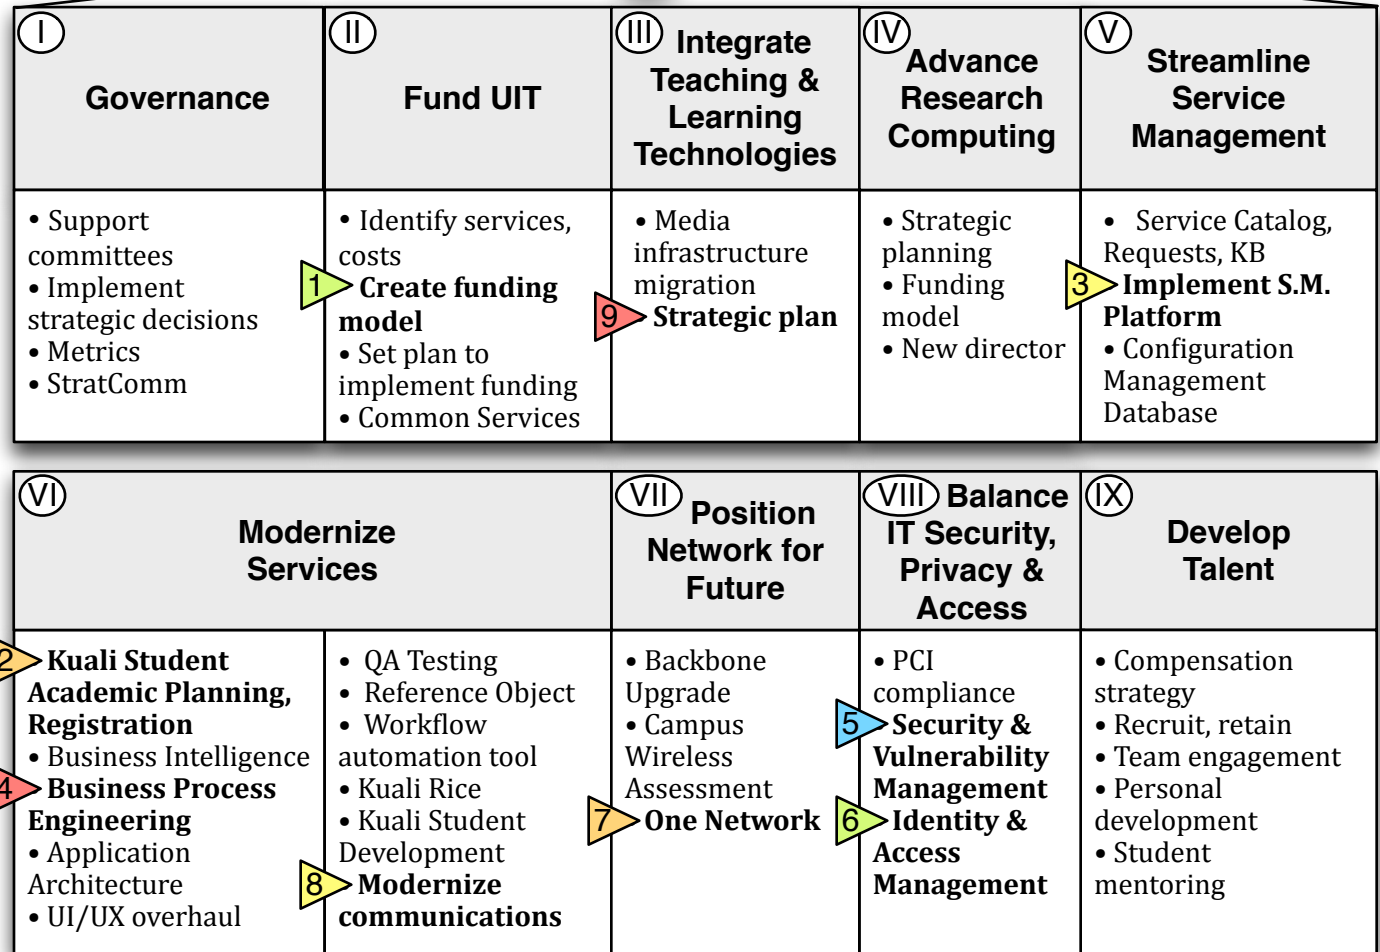 I
Governance
• Support
committees
• Implement
strategic decisions
• Metrics
• StratComm
II
Fund UIT
• Identify services,
costs
1 • Create funding
model
• Set plan to
implement funding
• Common Services
III
Integrate
Teaching &
Learning
Technologies
• Media
infrastructure
migration
9 • Strategic plan
IV
Advance
Research
Computing
• Strategic
planning
• Funding
model
• New director
V
Streamline
Service
Management
• Service Catalog,
Requests, KB
3 • Implement S.M.
Platform
• Configuration
Management
Database
VI
Modernize
Services
2 • Kuali Student
Academic Planning,
Registration
• Business Intelligence
4 • Business Process
Engineering
• Application
Architecture
• UI/UX overhaul
• QA Testing
• Reference Object
• Workflow
automation tool
• Kuali Rice
• Kuali Student
Development
8 • Modernize
communications
VII
Position
Network for
Future
• Backbone
Upgrade
• Campus
Wireless
Assessment
7 • One Network
VIII Balance
IT Security,
Privacy &
Access
• PCI
compliance
5 • Security &
Vulnerability
Management
6 • Identity &
Access
Management
IX
Develop
Talent
• Compensation
strategy
• Recruit, retain
• Team engagement
• Personal
development
• Student
mentoring